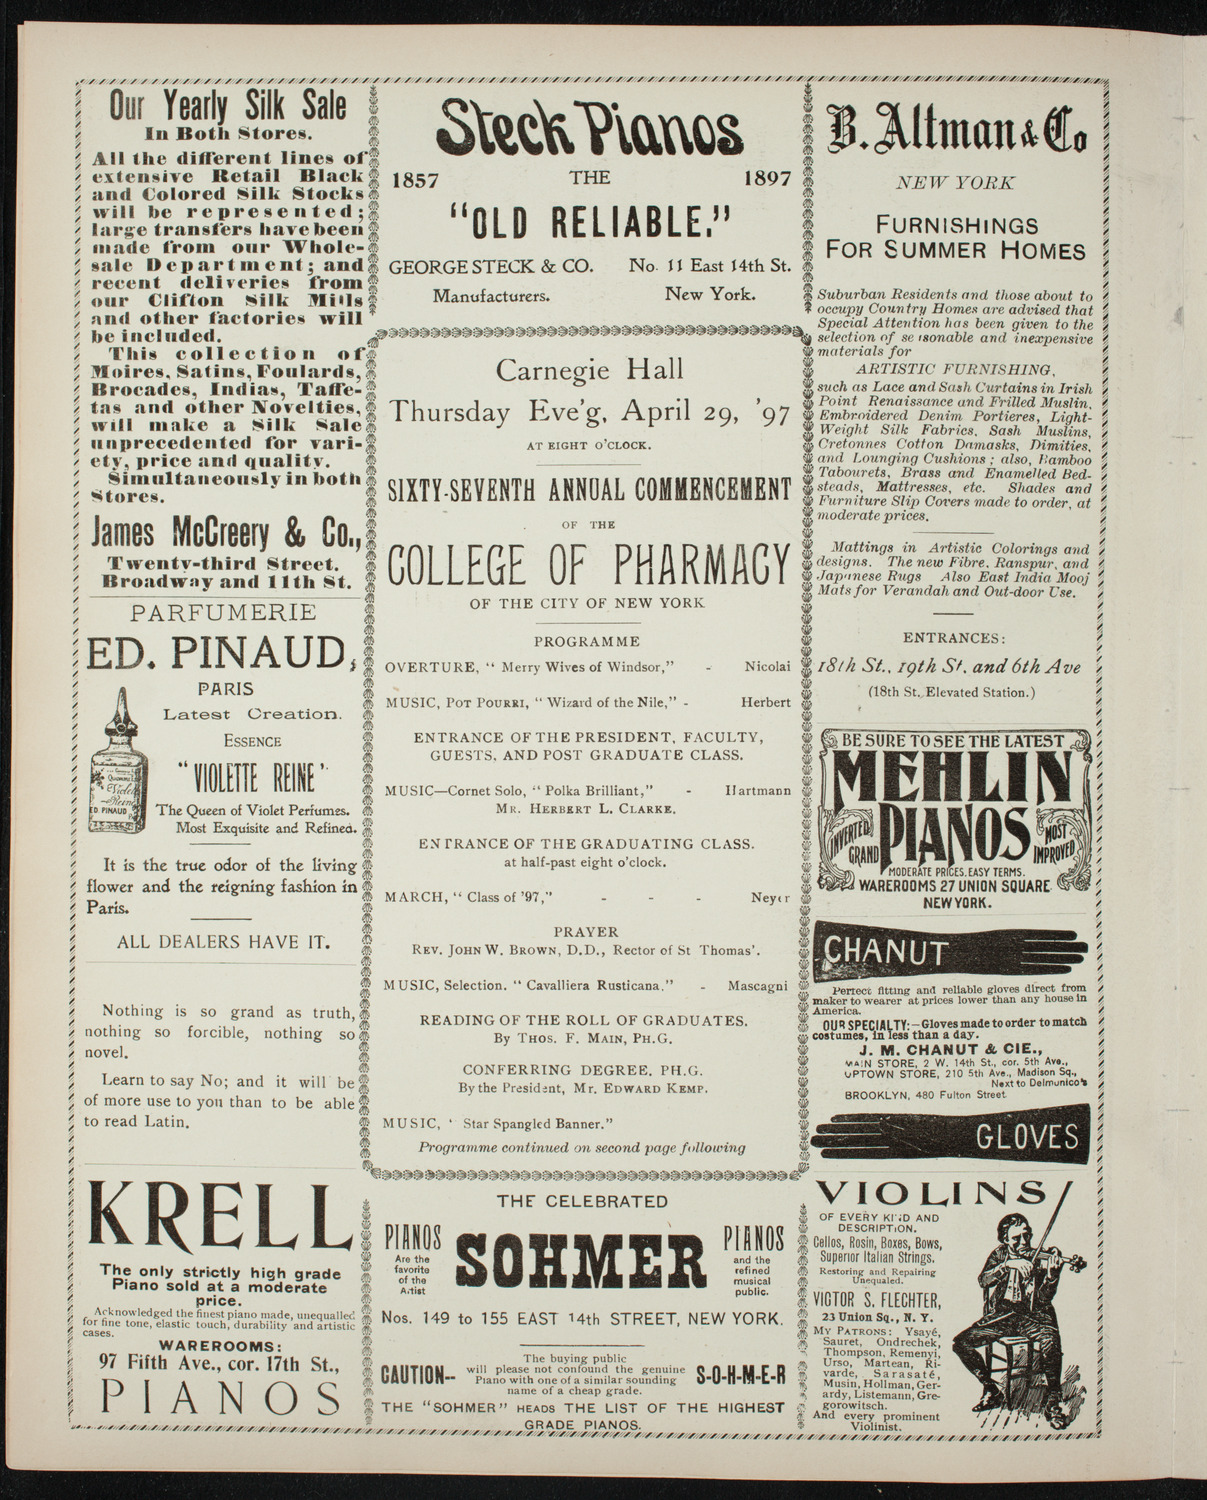 Our Yearly Silk Sale
In Both Stores.
All the different lines of
extensive Retail Black
and Colored Silk Stocks
will be represented;
large transfers have been
made from our Whole-
sale Department; and
recent deliveries from
our Clifton Silk Mills
and other factories will
be included.
This collection of
Moires, Satins, Foulards,
Brocades, Indias, Taffe-
tas and other Novelties,
will make a Silk Sale
unprecedented for vari-
ety, price and quality.
Simultaneously in both
Stores.
James McCreery & Co.,
Twenty-third Street.
Broadway and 11th St.
PARFUMERIE
ED. PINAUD,
PARIS
Latest Creation.
ESSENCE
"VIOLETTE REINE'
The Queen of Violet Perfumes.
Most Exquisite and Refined.
ED. PINAUD
It is the true odor of the living
flower and the reigning fashion in
Paris.
ALL DEALERS HAVE IT.
Nothing is so grand as truth,
nothing so forcible, nothing so
novel.
Learn to say No; and it will be
of more use to you than to be able
to read Latin.
KRELL
The only strictly high grade
Piano sold at a moderate
price.
Acknowledged the finest piano made, unequalled
for fine tone, elastic touch, durability and artistic
cases.
WAREROOMS:
97 Fifth Ave., cor. 17th St.,
PIANOS
Steck Pianos
1857 THE 1897
"OLD RELIABLE."
GEORGE STECK & CO. No. 11 East 14th St.
Manufacturers. New York.
Carnegie Hall
Thursday Eve'g, April 29, '97
AT EIGHT O'CLOCK.
SIXTY-SEVENTH ANNUAL COMMENCEMENT
OF THE
COLLEGE OF PHARMACY
OF THE CITY OF NEW YORK
PROGRAMME
OVERTURE, "Merry Wives of Windsor," - Nicolai
MUSIC, POT POURRI, "Wizard of the Nile," - Herbert
ENTRANCE OF THE PRESIDENT, FACULTY,
GUESTS, AND POST GRADUATE CLASS.
MUSIC—Cornet Solo, "Polka Brilliant," - Hartmann
MR. HERBERT L. CLARKE.
ENTRANCE OF THE GRADUATING CLASS.
at half-past eight o'clock.
MARCH, "Class of '97," - - - Neyer
PRAYER
REV. JOHN W. BROWN, D.D., Rector of St Thomas'.
MUSIC, Selection. "Cavalliera Rusticana." - Mascagni
READING OF THE ROLL OF GRADUATES.
By THOS. F. MAIN, PH.G.
CONFERRING DEGREE, PH.G.
By the President, MR. EDWARD KEMP.
MUSIC, ' Star Spangled Banner."
Programme continued on second page following
THE CELEBRATED
PIANOS
Are the
favorite
of the
Artist
SOHMER
PIANOS
and the
refined
musical
public.
Nos. 149 to 155 EAST 14th STREET, NEW YORK.
CAUTION--
The buying public
will please not confound the genuine
Piano with one of a similar sounding
name of a cheap grade.
S-O-H-M-E-R
THE "SOHMER" HEADS THE LIST OF THE HIGHEST
GRADE PIANOS.
B. Altman & Co
NEW YORK
FURNISHINGS
FOR SUMMER HOMES
Suburban Residents and those about to
occupy Country Homes are advised that
Special Attention has been given to the
selection of se sonable and inexpensive
materials for
ARTISTIC FURNISHING,
such as Lace and Sash Curtains in Irish
Point Renaissance and Frilled Muslin,
Embroidered Denim Portieres, Light-
Weight Silk Fabrics, Sash Muslins,
Cretonnes Cotton Damasks, Dimities,
and Lounging Cushions; also, Bamboo
Tabourets, Brass and Enamelled Bed-
steads, Mattresses, etc. Shades and
Furniture Slip Covers made to order, at
moderate prices.
Mattings in Artistic Colorings and
designs. The new Fibre, Ranspur, and
Japanese Rugs Also East India Mooj
Mats for Verandah and Out-door Use.
ENTRANCES:
18th St., 19th St. and 6th Ave
(18th St. Elevated Station.)
BE SURE TO SEE THE LATEST
MEHLIN
PIANOS
INVERTED
GRAND
MOST
IMPROVED
MODERATE PRICES. EASY TERMS.
WAREROOMS 27 UNION SQUARE
NEW YORK.
CHANUT
Perfect fitting and reliable gloves direct from
maker to wearer at prices lower than any house in
America.
OUR SPECIALTY:—Gloves made to order to match
costumes, in less than a day.
J. M. CHANUT & CIE.,
MAIN STORE, 2 W. 14th St., cor. 5th Ave.,
UPTOWN STORE, 210 5th Ave., Madison Sq.,
Next to Delmonico's
BROOKLYN, 480 Fulton Street
GLOVES
VIOLINS
OF EVERY KIND AND
DESCRIPTION.
Cellos, Rosin, Boxes, Bows,
Superior Italian Strings.
Restoring and Repairing
Unequaled.
VICTOR S. FLECHTER,
23 Union Sq., N. Y.
MY PATRONS: Ysayé,
Sauret, Ondrechek,
Thompson, Remenyi,
Urso, Martean, Ri-
varde, Sarasaté,
Musin, Hollman, Ger-
ardy, Listemann, Gre-
gorowitsch.
And every prominent
Violinist.